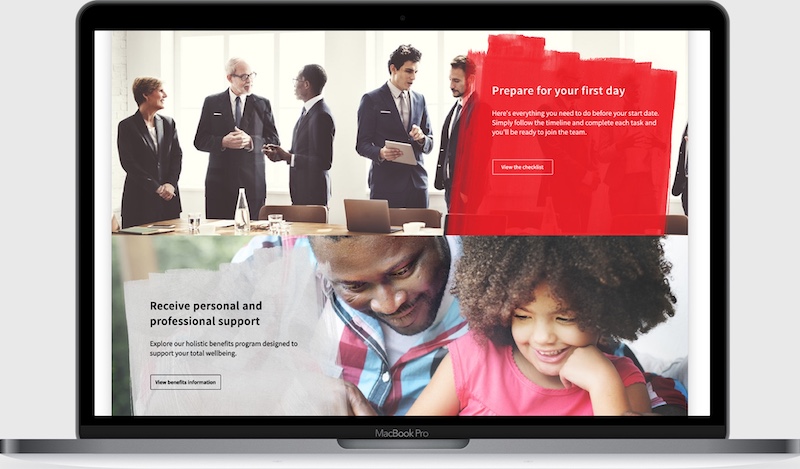 Prepare for your first day
Here's everything you need to do before your start date.
Simply follow the timeline and complete each task and
you'll be ready to join the team.
View the checklist
Receive personal and
professional support
Explore our holistic benefits program designed to
support your total wellbeing.
View benefits information
MacBook Pro